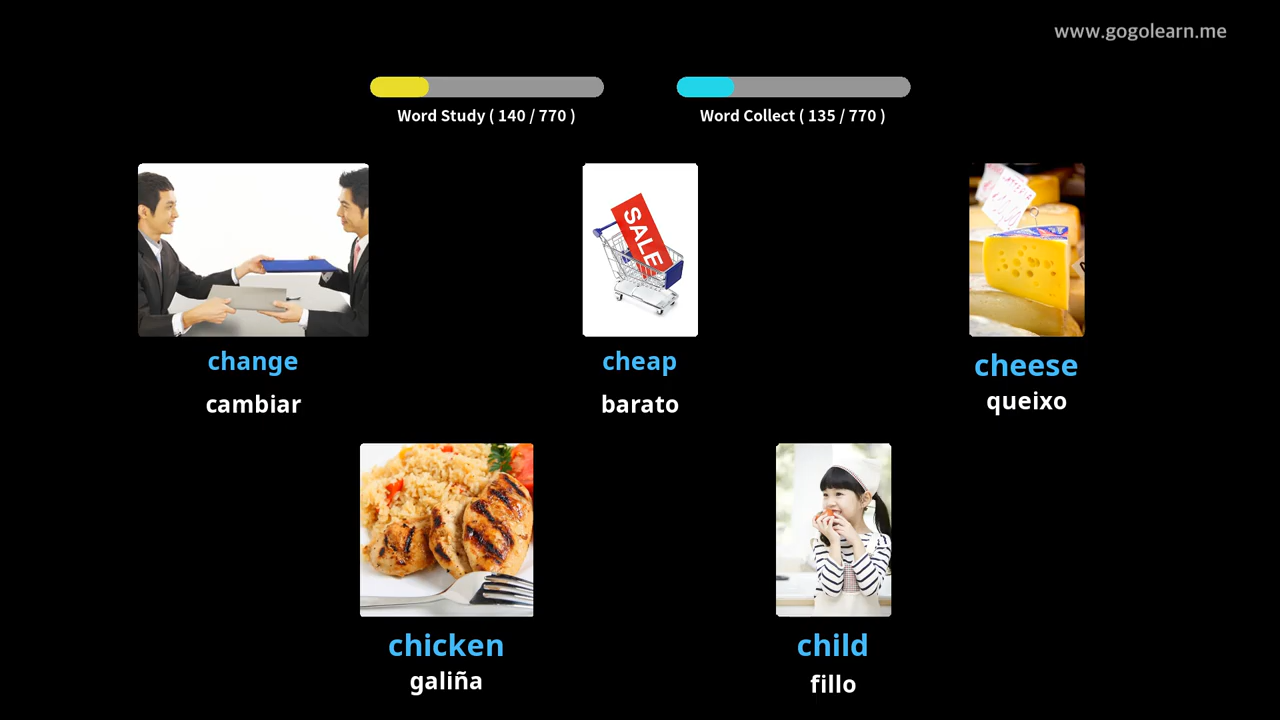 www.gogolearn.me
Word Study ( 140 / 770 )
Word Collect ( 135 / 770 )
SALE
change
cambiar
cheap
barato
cheese
queixo
chicken
galiña
child
fillo